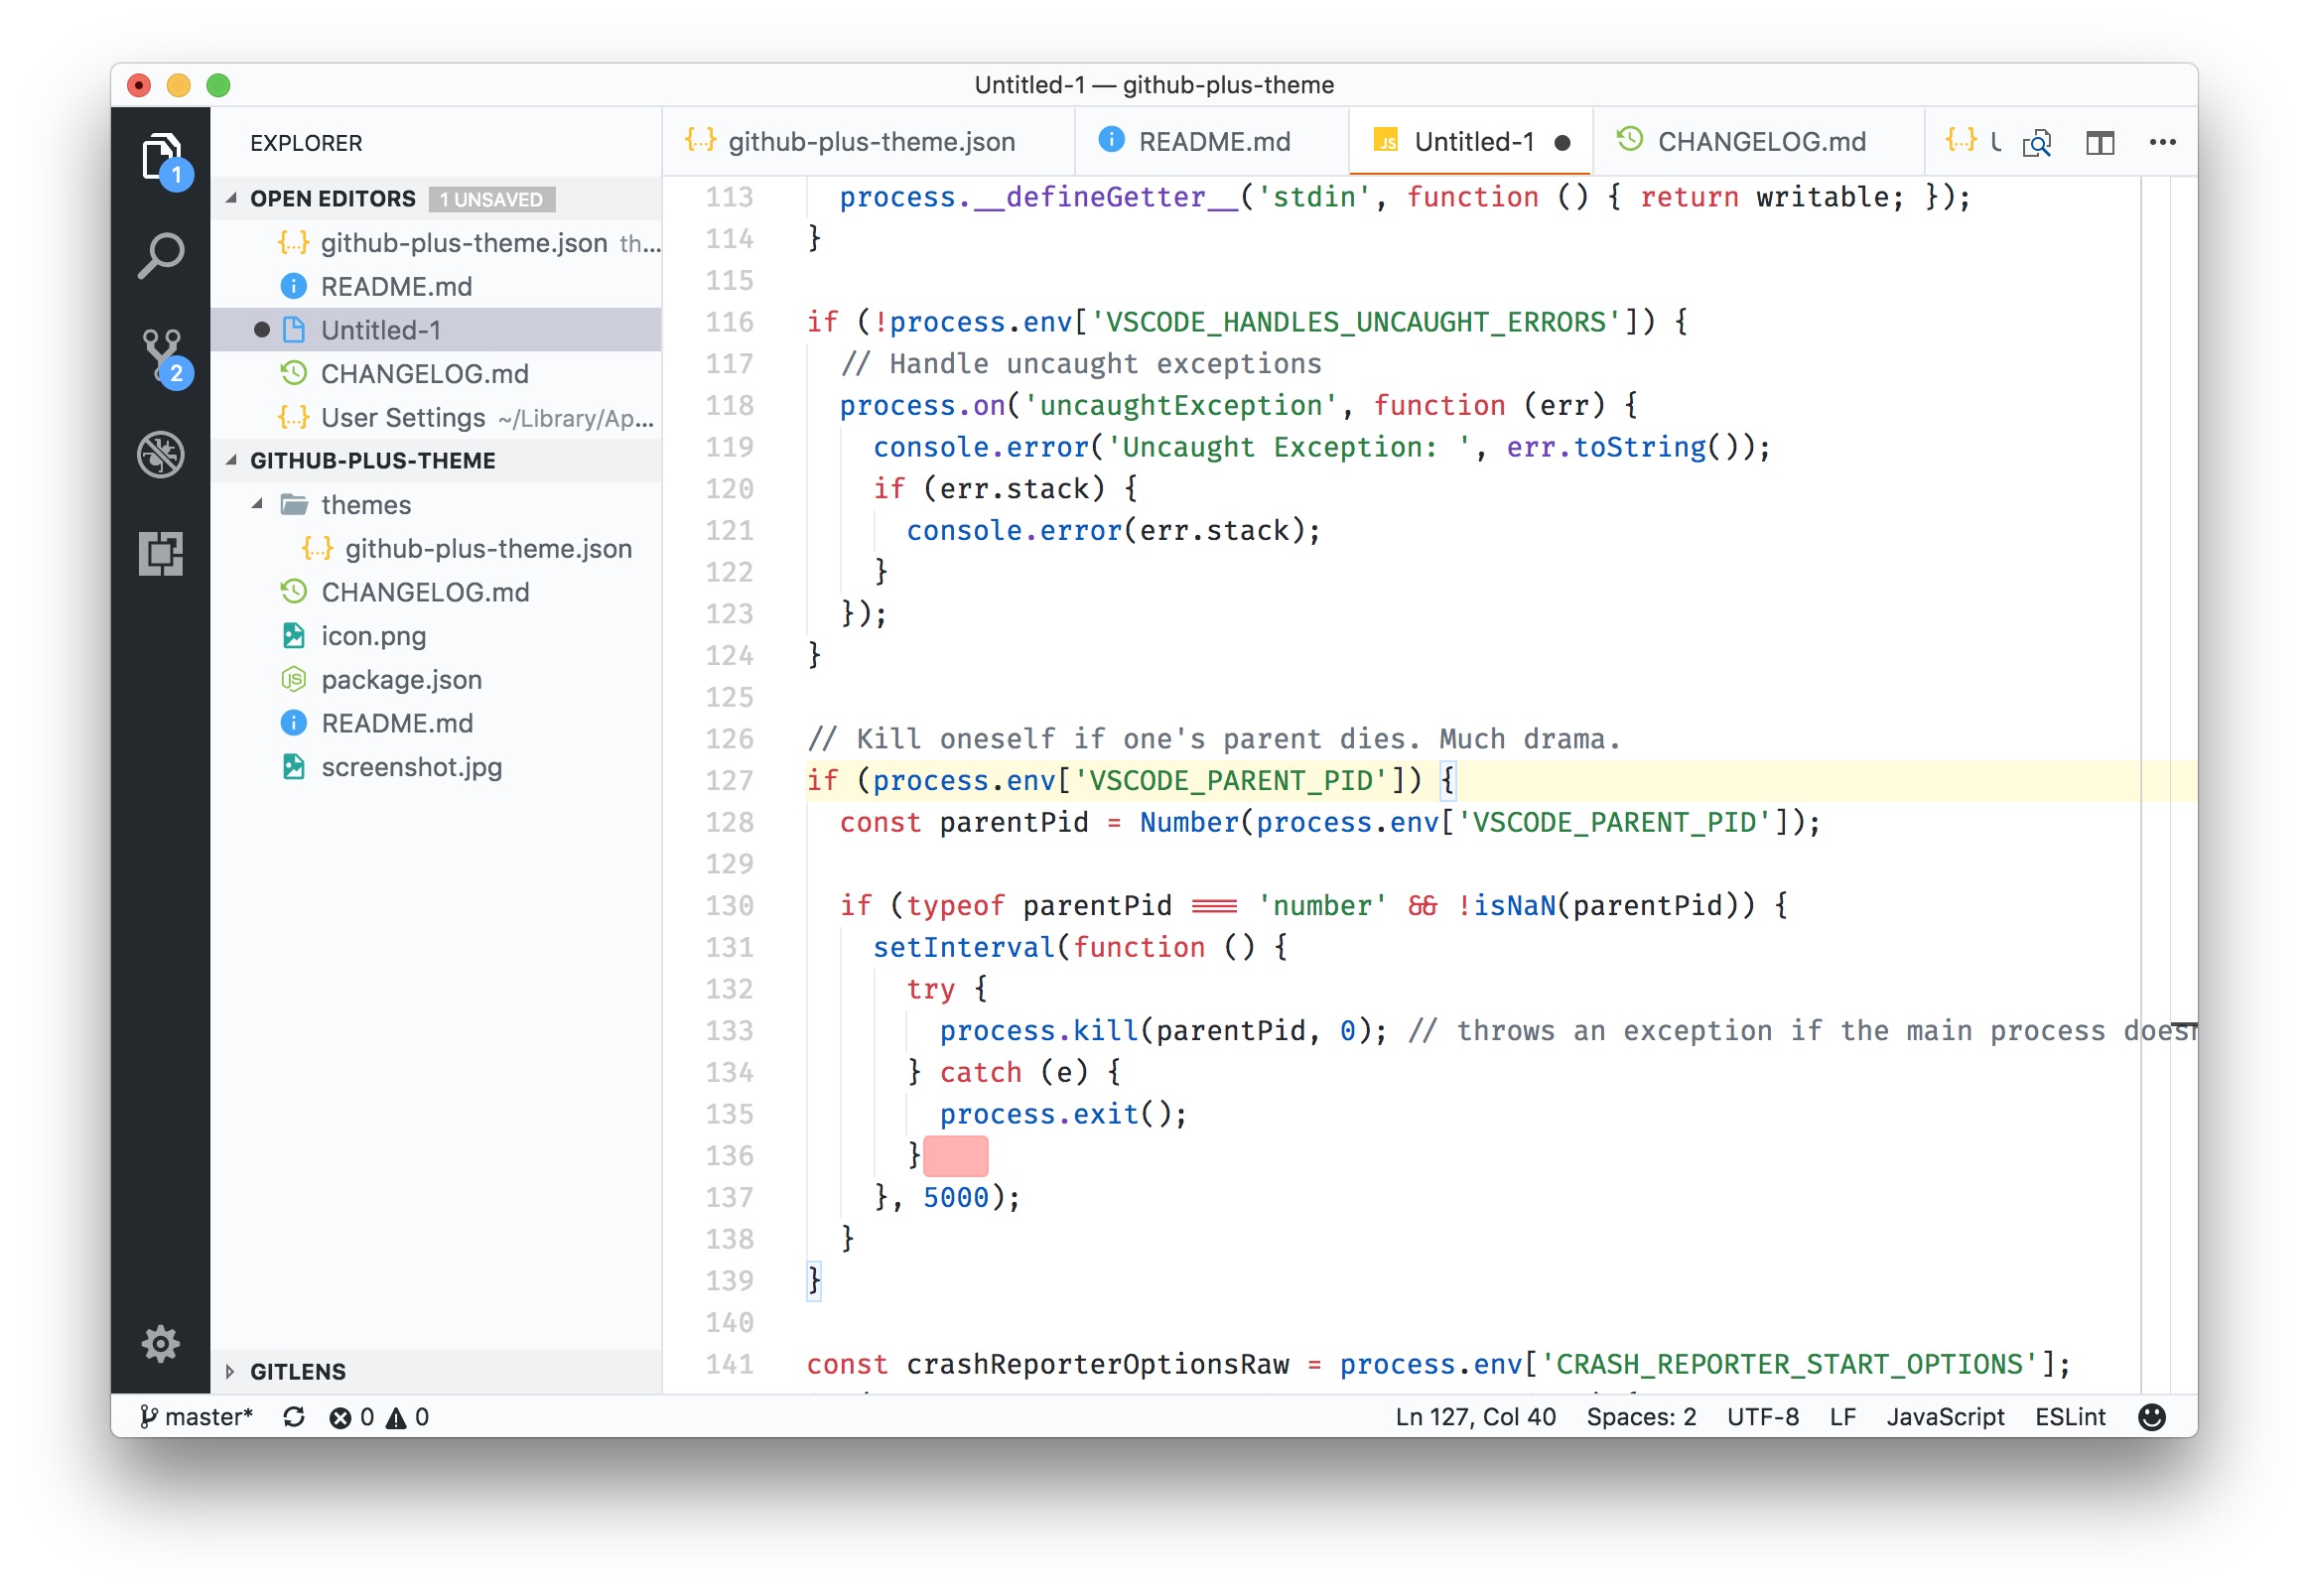 Untitled-1 — github-plus-theme
EXPLORER
OPEN EDITORS 1 UNSAVED
github-plus-theme.json th...
README.md
Untitled-1
CHANGELOG.md
User Settings ~/Library/Ap...
GITHUB-PLUS-THEME
themes
github-plus-theme.json
CHANGELOG.md
icon.png
package.json
README.md
screenshot.jpg
GITLENS
1
2
github-plus-theme.json README.md JS Untitled-1 CHANGELOG.md
113 process.__defineGetter__('stdin', function () { return writable; });
114 }
115
116 if (!process.env['VSCODE_HANDLES_UNCAUGHT_ERRORS']) {
117 // Handle uncaught exceptions
118 process.on('uncaughtException', function (err) {
119 console.error('Uncaught Exception: ', err.toString());
120 if (err.stack) {
121 console.error(err.stack);
122 }
123 });
124 }
125
126 // Kill oneself if one's parent dies. Much drama.
127 if (process.env['VSCODE_PARENT_PID']) {
128 const parentPid = Number(process.env['VSCODE_PARENT_PID']);
129
130 if (typeof parentPid === 'number' && !isNaN(parentPid)) {
131 setInterval(function () {
132 try {
133 process.kill(parentPid, 0); // throws an exception if the main process doesn
134 } catch (e) {
135 process.exit();
136 }
137 }, 5000);
138 }
139 }
140
141 const crashReporterOptionsRaw = process.env['CRASH_REPORTER_START_OPTIONS'];
master* 0 0 Ln 127, Col 40 Spaces: 2 UTF-8 LF JavaScript ESLint